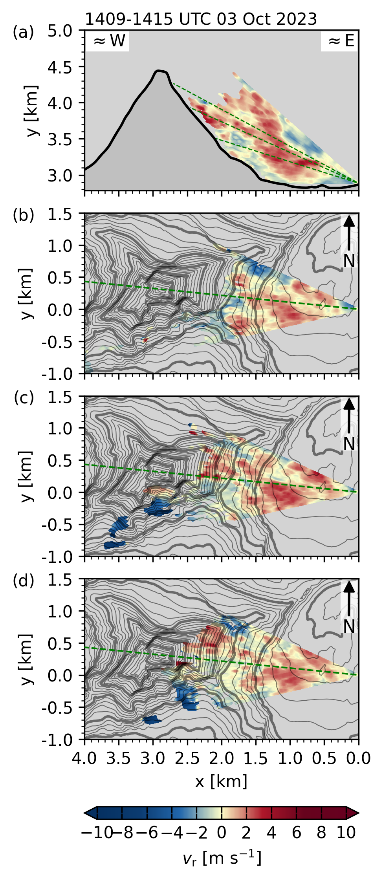 1409-1415 UTC 03 Oct 2023
(a)
≈ W
≈ E
5.0
4.5
4.0
3.5
3.0
y [km]
(b)
1.5
1.0
0.5
0.0
-0.5
-1.0
y [km]
N
(c)
1.5
1.0
0.5
0.0
-0.5
-1.0
y [km]
N
(d)
1.5
1.0
0.5
0.0
-0.5
-1.0
y [km]
N
4.0 3.5 3.0 2.5 2.0 1.5 1.0 0.5 0.0
x [km]
−10 −8 −6 −4 −2 0 2 4 6 8 10
vr [m s−1]